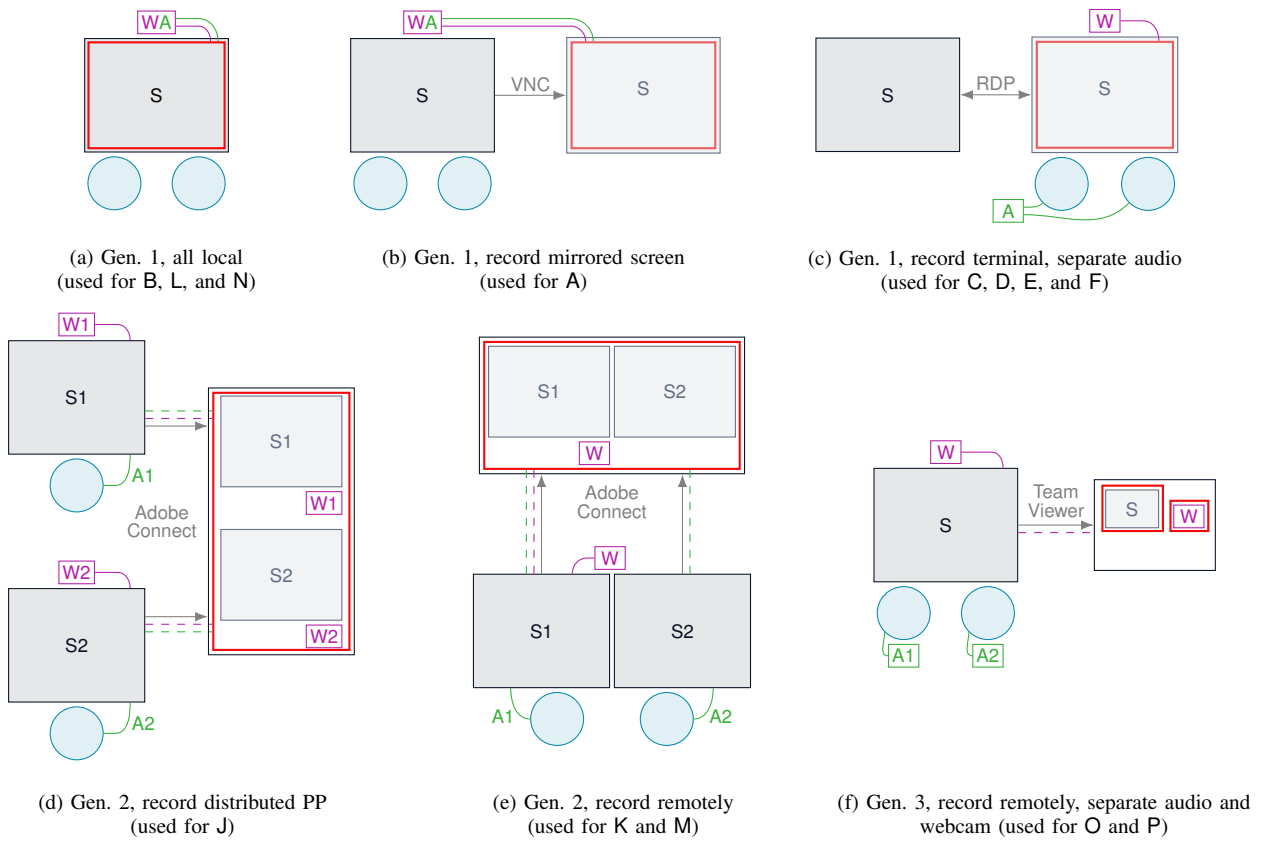 WA
S
(a) Gen. 1, all local
(used for B, L, and N)
WA
S
VNC
S
(b) Gen. 1, record mirrored screen
(used for A)
W
S
RDP
S
A
(c) Gen. 1, record terminal, separate audio
(used for C, D, E, and F)
W1
S1
A1
Adobe
Connect
W2
S2
A2
S1
W1
S2
W2
(d) Gen. 2, record distributed PP
(used for J)
S1
S2
W
Adobe
Connect
W
S1
S2
A1
A2
(e) Gen. 2, record remotely
(used for K and M)
W
S
Team
Viewer
S
W
A1
A2
(f) Gen. 3, record remotely, separate audio and
webcam (used for O and P)